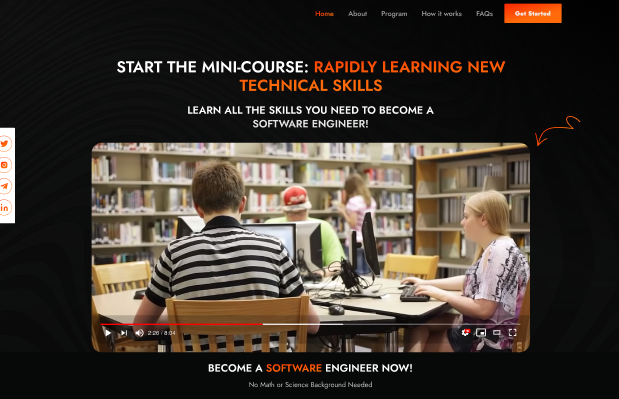 Home About Program How it works FAQs Get Started
START THE MINI-COURSE: RAPIDLY LEARNING NEW
TECHNICAL SKILLS
LEARN ALL THE SKILLS YOU NEED TO BECOME A
SOFTWARE ENGINEER!
in
2:26 / 8:04
BECOME A SOFTWARE ENGINEER NOW!
No Math or Science Background Needed